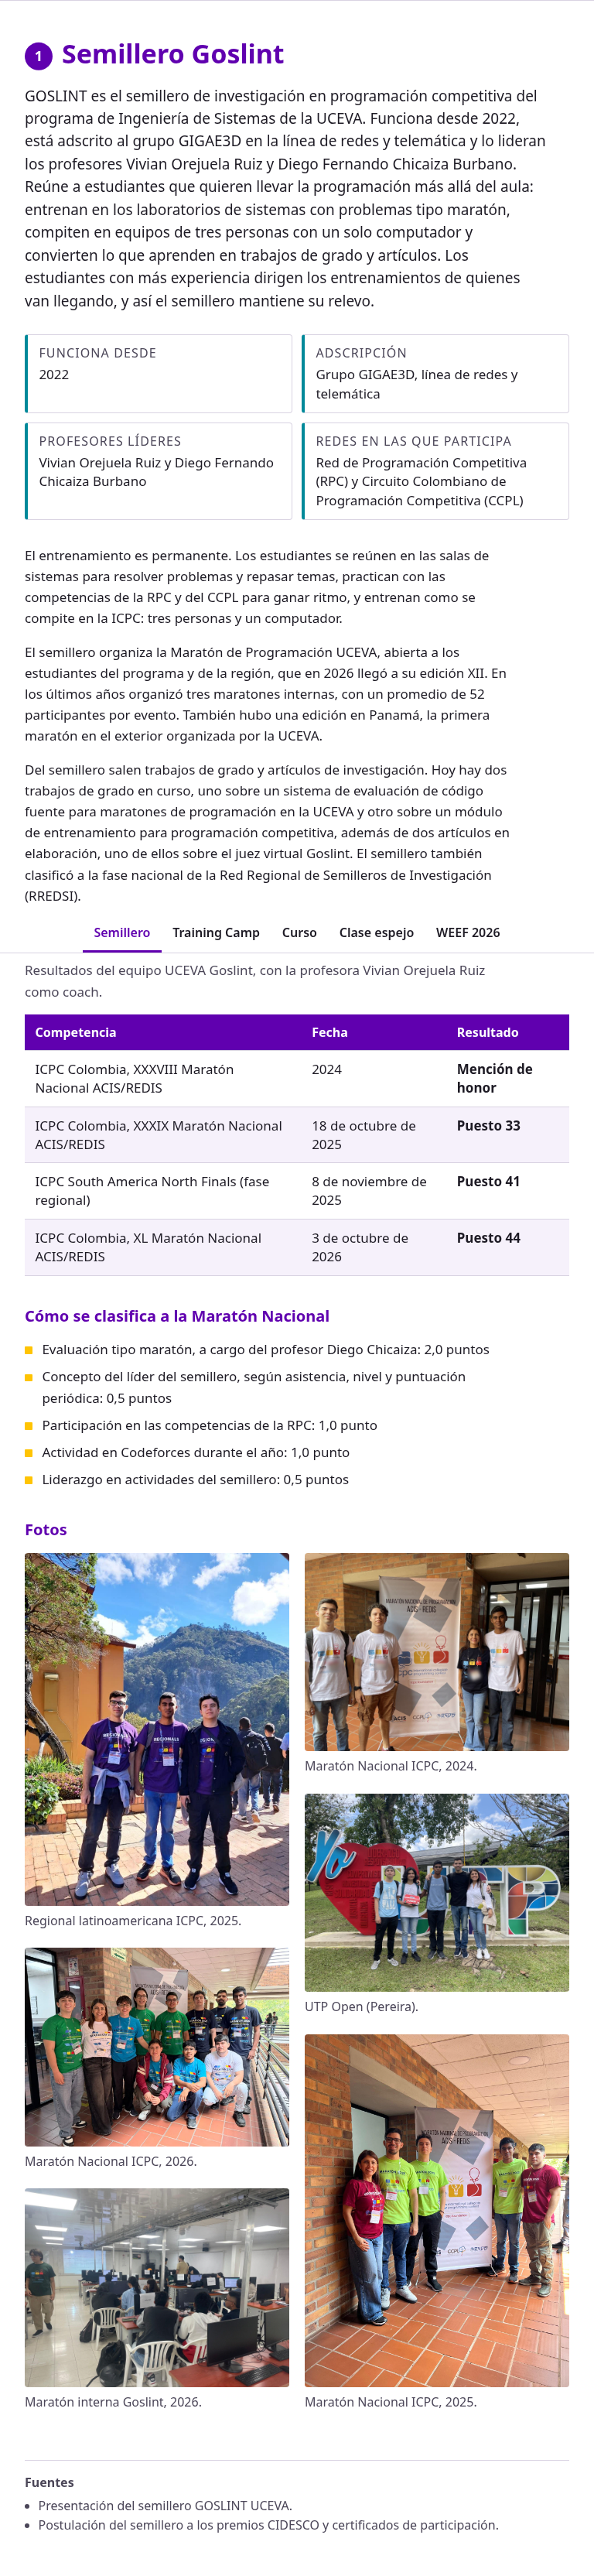 1 Semillero Goslint
GOSLINT es el semillero de investigación en programación competitiva del
programa de Ingeniería de Sistemas de la UCEVA. Funciona desde 2022,
está adscrito al grupo GIGAE3D en la línea de redes y telemática y lo lideran
los profesores Vivian Orejuela Ruiz y Diego Fernando Chicaiza Burbano.
Reúne a estudiantes que quieren llevar la programación más allá del aula:
entrenan en los laboratorios de sistemas con problemas tipo maratón,
compiten en equipos de tres personas con un solo computador y
convierten lo que aprenden en trabajos de grado y artículos. Los
estudiantes con más experiencia dirigen los entrenamientos de quienes
van llegando, y así el semillero mantiene su relevo.
FUNCIONA DESDE
2022
ADSCRIPCIÓN
Grupo GIGAE3D, línea de redes y
telemática
PROFESORES LÍDERES
Vivian Orejuela Ruiz y Diego Fernando
Chicaiza Burbano
REDES EN LAS QUE PARTICIPA
Red de Programación Competitiva
(RPC) y Circuito Colombiano de
Programación Competitiva (CCPL)
El entrenamiento es permanente. Los estudiantes se reúnen en las salas de
sistemas para resolver problemas y repasar temas, practican con las
competencias de la RPC y del CCPL para ganar ritmo, y entrenan como se
compite en la ICPC: tres personas y un computador.
El semillero organiza la Maratón de Programación UCEVA, abierta a los
estudiantes del programa y de la región, que en 2026 llegó a su edición XII. En
los últimos años organizó tres maratones internas, con un promedio de 52
participantes por evento. También hubo una edición en Panamá, la primera
maratón en el exterior organizada por la UCEVA.
Del semillero salen trabajos de grado y artículos de investigación. Hoy hay dos
trabajos de grado en curso, uno sobre un sistema de evaluación de código
fuente para maratones de programación en la UCEVA y otro sobre un módulo
de entrenamiento para programación competitiva, además de dos artículos en
elaboración, uno de ellos sobre el juez virtual Goslint. El semillero también
clasificó a la fase nacional de la Red Regional de Semilleros de Investigación
(RREDSI).
Semillero Training Camp Curso Clase espejo WEEF 2026
Resultados del equipo UCEVA Goslint, con la profesora Vivian Orejuela Ruiz
como coach.
Competencia Fecha Resultado
ICPC Colombia, XXXVIII Maratón
Nacional ACIS/REDIS
2024
Mención de
honor
ICPC Colombia, XXXIX Maratón Nacional
ACIS/REDIS
18 de octubre de
2025
Puesto 33
ICPC South America North Finals (fase
regional)
8 de noviembre de
2025
Puesto 41
ICPC Colombia, XL Maratón Nacional
ACIS/REDIS
3 de octubre de
2026
Puesto 44
Cómo se clasifica a la Maratón Nacional
Evaluación tipo maratón, a cargo del profesor Diego Chicaiza: 2,0 puntos
Concepto del líder del semillero, según asistencia, nivel y puntuación
periódica: 0,5 puntos
Participación en las competencias de la RPC: 1,0 punto
Actividad en Codeforces durante el año: 1,0 punto
Liderazgo en actividades del semillero: 0,5 puntos
Fotos
Regional latinoamericana ICPC, 2025.
Maratón Nacional ICPC, 2024.
UTP Open (Pereira).
Maratón Nacional ICPC, 2026.
Maratón interna Goslint, 2026.
Maratón Nacional ICPC, 2025.
Fuentes
Presentación del semillero GOSLINT UCEVA.
Postulación del semillero a los premios CIDESCO y certificados de participación.